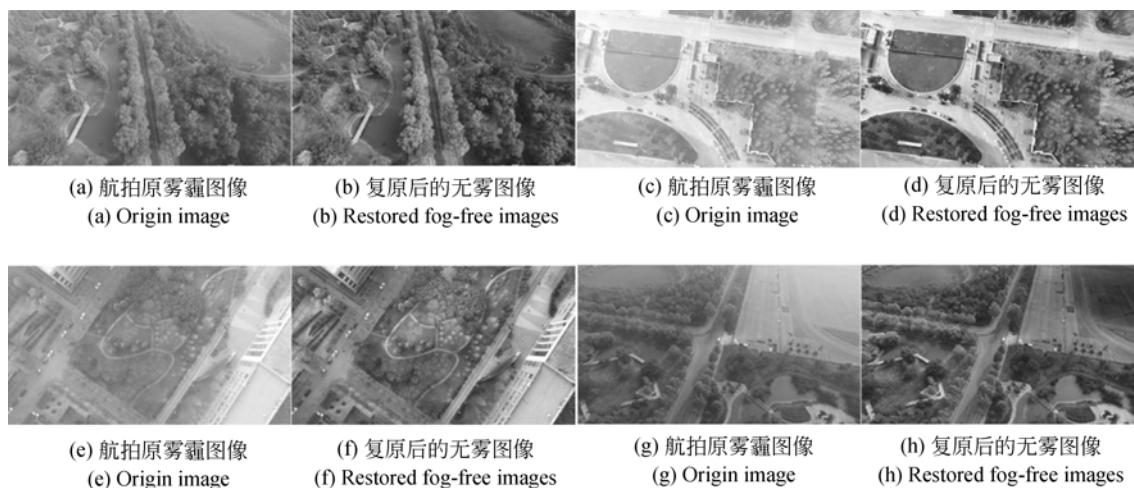 (a) 航拍原雾霾图像
(a) Origin image
(b) 复原后的无雾图像
(b) Restored fog-free images
(c) 航拍原雾霾图像
(c) Origin image
(d) 复原后的无雾图像
(d) Restored fog-free images
(e) 航拍原雾霾图像
(e) Origin image
(f) 复原后的无雾图像
(f) Restored fog-free images
(g) 航拍原雾霾图像
(g) Origin image
(h) 复原后的无雾图像
(h) Restored fog-free images